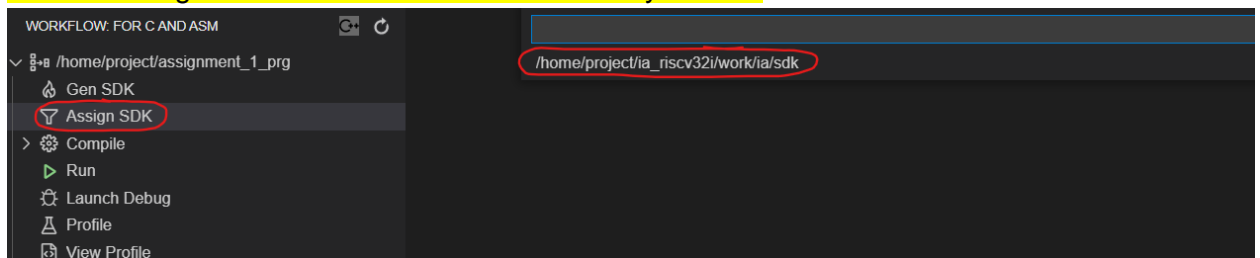 WORKFLOW: FOR C AND ASM
/home/project/assignment_1_prg
/home/project/ia_riscv32i/work/ia/sdk
Gen SDK
Assign SDK
Compile
Run
Launch Debug
Profile
View Profile